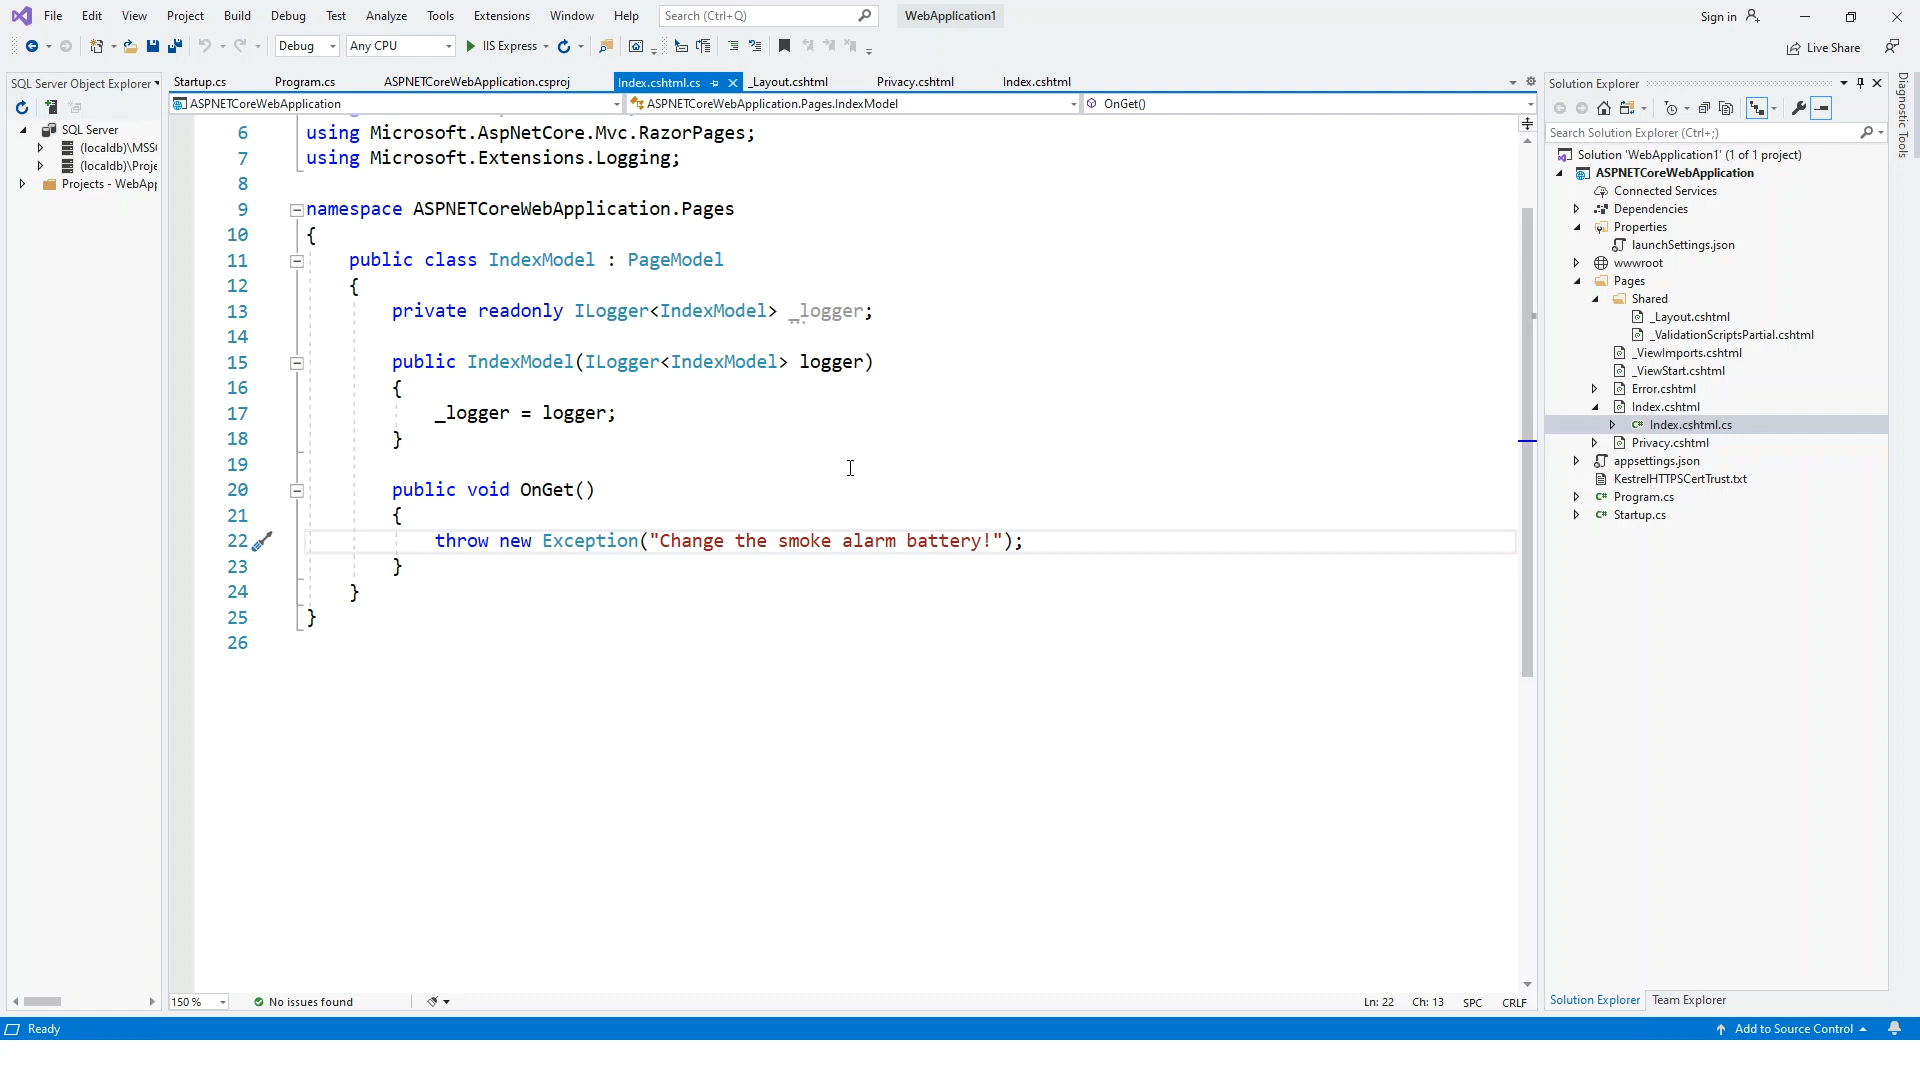 File Edit View Project Build Debug Test Analyze Tools Extensions Window Help Search (Ctrl+Q) WebApplication1 Sign in
Debug Any CPU IIS Express Live Share
SQL Server Object Explorer
SQL Server
(localdb)\MSS
(localdb)\Proje
Projects - WebApp
Startup.cs Program.cs ASPNETCoreWebApplication.csproj Index.cshtml.cs _Layout.cshtml Privacy.cshtml Index.cshtml
ASPNETCoreWebApplication ASPNETCoreWebApplication.Pages.IndexModel OnGet()
6 using Microsoft.AspNetCore.Mvc.RazorPages;
7 using Microsoft.Extensions.Logging;
8
9 namespace ASPNETCoreWebApplication.Pages
10 {
11 public class IndexModel : PageModel
12 {
13 private readonly ILogger<IndexModel> _logger;
14
15 public IndexModel(ILogger<IndexModel> logger)
16 {
17 _logger = logger;
18 }
19
20 public void OnGet()
21 {
22 throw new Exception("Change the smoke alarm battery!");
23 }
24 }
25 }
26
150 % No issues found Ln: 22 Ch: 13 SPC CRLF
Solution Explorer
Search Solution Explorer (Ctrl+;)
Solution 'WebApplication1' (1 of 1 project)
ASPNETCoreWebApplication
Connected Services
Dependencies
Properties
launchSettings.json
wwwroot
Pages
Shared
_Layout.cshtml
_ValidationScriptsPartial.cshtml
_ViewImports.cshtml
_ViewStart.cshtml
Error.cshtml
Index.cshtml
Index.cshtml.cs
Privacy.cshtml
appsettings.json
KestrelHTTPSCertTrust.txt
Program.cs
Startup.cs
Solution Explorer Team Explorer
Diagnostic Tools
Ready Add to Source Control